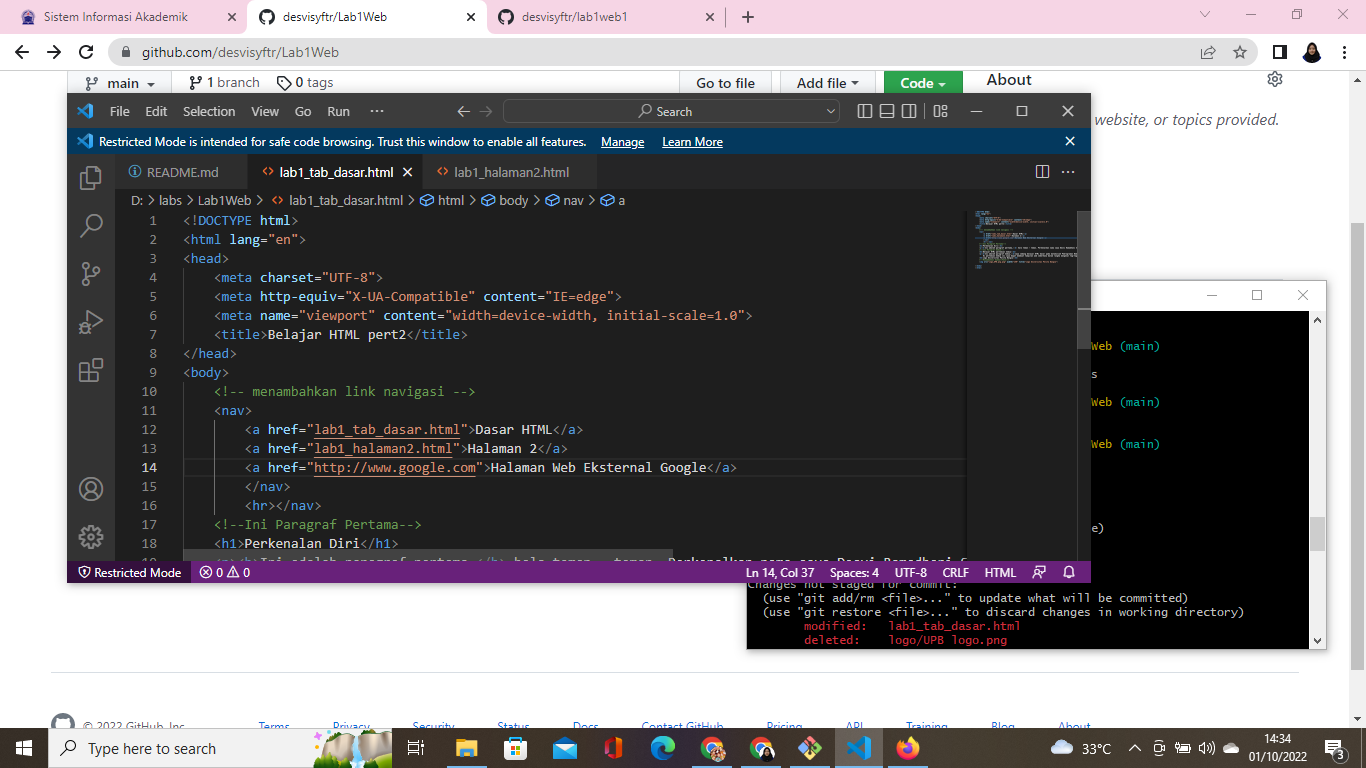 Sistem Informasi Akademik
desvisyftr/Lab1Web
desvisyftr/lab1web1
github.com/desvisyftr/Lab1Web
main
1 branch
0 tags
Go to file
Add file
Code
About
website, or topics provided.
File Edit Selection View Go Run ···
Search
Restricted Mode is intended for safe code browsing. Trust this window to enable all features. Manage Learn More
README.md
lab1_tab_dasar.html
lab1_halaman2.html
D: > labs > Lab1Web > lab1_tab_dasar.html > html > body > nav > a
1 <!DOCTYPE html>
2 <html lang="en">
3 <head>
4 <meta charset="UTF-8">
5 <meta http-equiv="X-UA-Compatible" content="IE=edge">
6 <meta name="viewport" content="width=device-width, initial-scale=1.0">
7 <title>Belajar HTML pert2</title>
8 </head>
9 <body>
10 <!-- menambahkan link navigasi -->
11 <nav>
12 <a href="lab1_tab_dasar.html">Dasar HTML</a>
13 <a href="lab1_halaman2.html">Halaman 2</a>
14 <a href="http://www.google.com">Halaman Web Eksternal Google</a>
15 </nav>
16 <hr></nav>
17 <!--Ini Paragraf Pertama-->
18 <h1>Perkenalan Diri</h1>
Restricted Mode
0 0
Ln 14, Col 37 Spaces: 4 UTF-8 CRLF HTML
Web (main)
s
Web (main)
Web (main)
e)
Changes not staged for commit:
(use "git add/rm <file>..." to update what will be committed)
(use "git restore <file>..." to discard changes in working directory)
modified: lab1_tab_dasar.html
deleted: logo/UPB logo.png
© 2022 GitHub, Inc. Terms Privacy Security Status Docs Contact GitHub Pricing API Training Blog About
Type here to search
33°C
14:34
01/10/2022
3